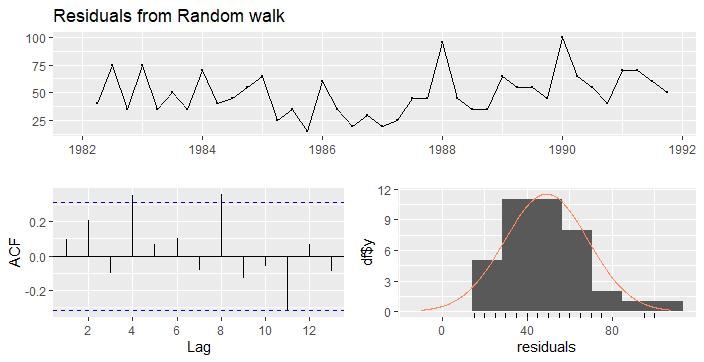 Residuals from Random walk
100
75
50
25
1982 1984 1986 1988 1990 1992
ACF
0.2
0.0
-0.2
2 4 6 8 10 12
Lag
df$y
12
9
6
3
0
0 40 80
residuals